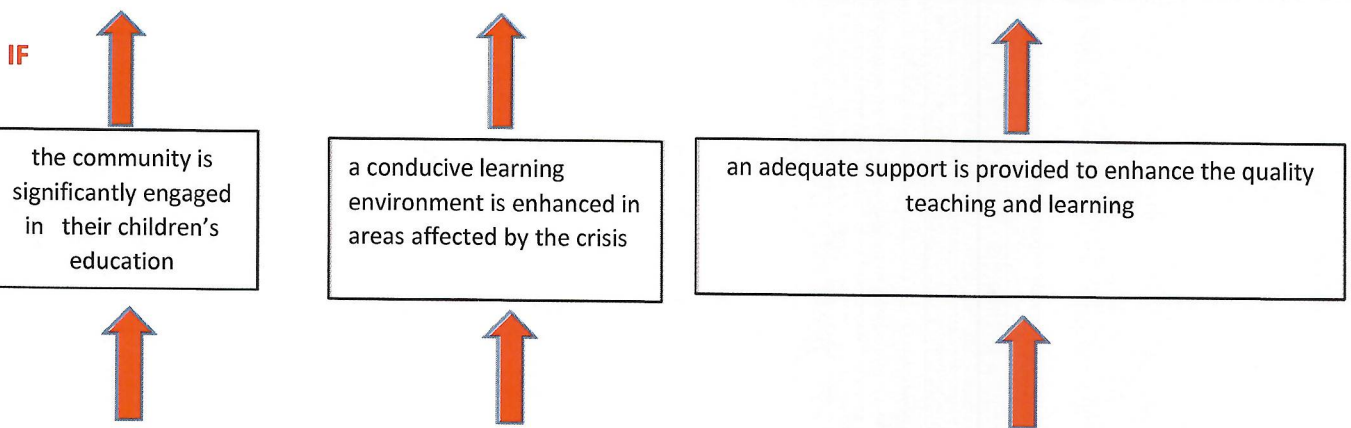 IF
the community is
significantly engaged
in their children's
education
a conducive learning
environment is enhanced in
areas affected by the crisis
an adequate support is provided to enhance the quality
teaching and learning